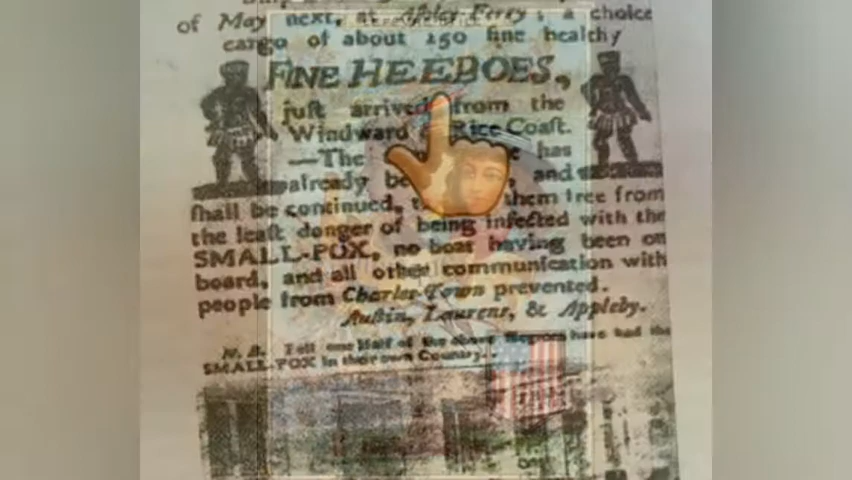 of May next, at Ashley-Ferry; a choice
cargo of about 250 fine healthy
FINE HEEBOES,
juſt arrived from the
Windward & Rice Coaſt.
—The has
already be , and
ſhall be continued, t them free from
the leaſt danger of being infected with the
SMALL-POX, no boat having been on
board, and all other communication with
people from Charles-Town prevented.
Auſtin, Laurens, & Appleby.
N. B. Full one Half of the above Negroes have had the
SMALL-POX in their own Country.